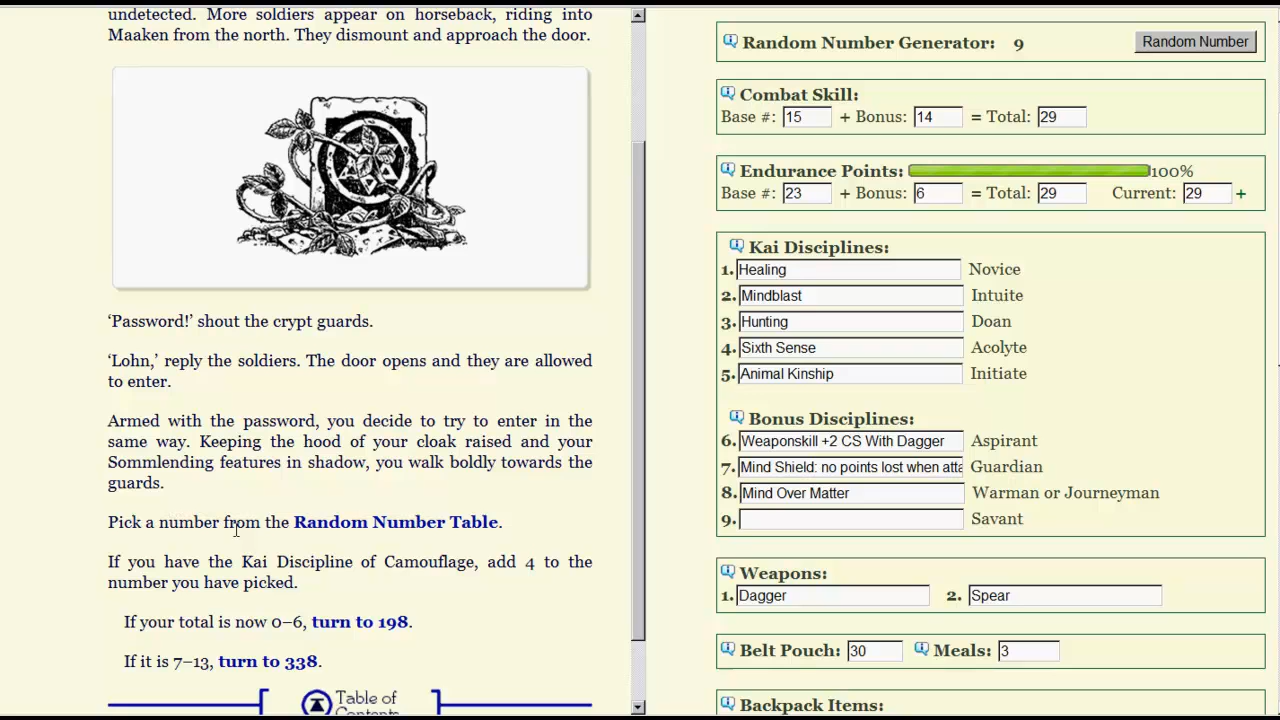 undetected. More soldiers appear on horseback, riding into
Maaken from the north. They dismount and approach the door.
‘Password!’ shout the crypt guards.
‘Lohn,’ reply the soldiers. The door opens and they are allowed
to enter.
Armed with the password, you decide to try to enter in the
same way. Keeping the hood of your cloak raised and your
Sommlending features in shadow, you walk boldly towards the
guards.
Pick a number from the Random Number Table.
If you have the Kai Discipline of Camouflage, add 4 to the
number you have picked.
If your total is now 0–6, turn to 198.
If it is 7–13, turn to 338.
Table of
Contents
Random Number Generator: 9 Random Number
Combat Skill:
Base #: 15 + Bonus: 14 = Total: 29
Endurance Points: 100%
Base #: 23 + Bonus: 6 = Total: 29 Current: 29 +
Kai Disciplines:
1. Healing Novice
2. Mindblast Intuite
3. Hunting Doan
4. Sixth Sense Acolyte
5. Animal Kinship Initiate
Bonus Disciplines:
6. Weaponskill +2 CS With Dagger Aspirant
7. Mind Shield: no points lost when atta Guardian
8. Mind Over Matter Warman or Journeyman
9. Savant
Weapons:
1. Dagger 2. Spear
Belt Pouch: 30 Meals: 3
Backpack Items: